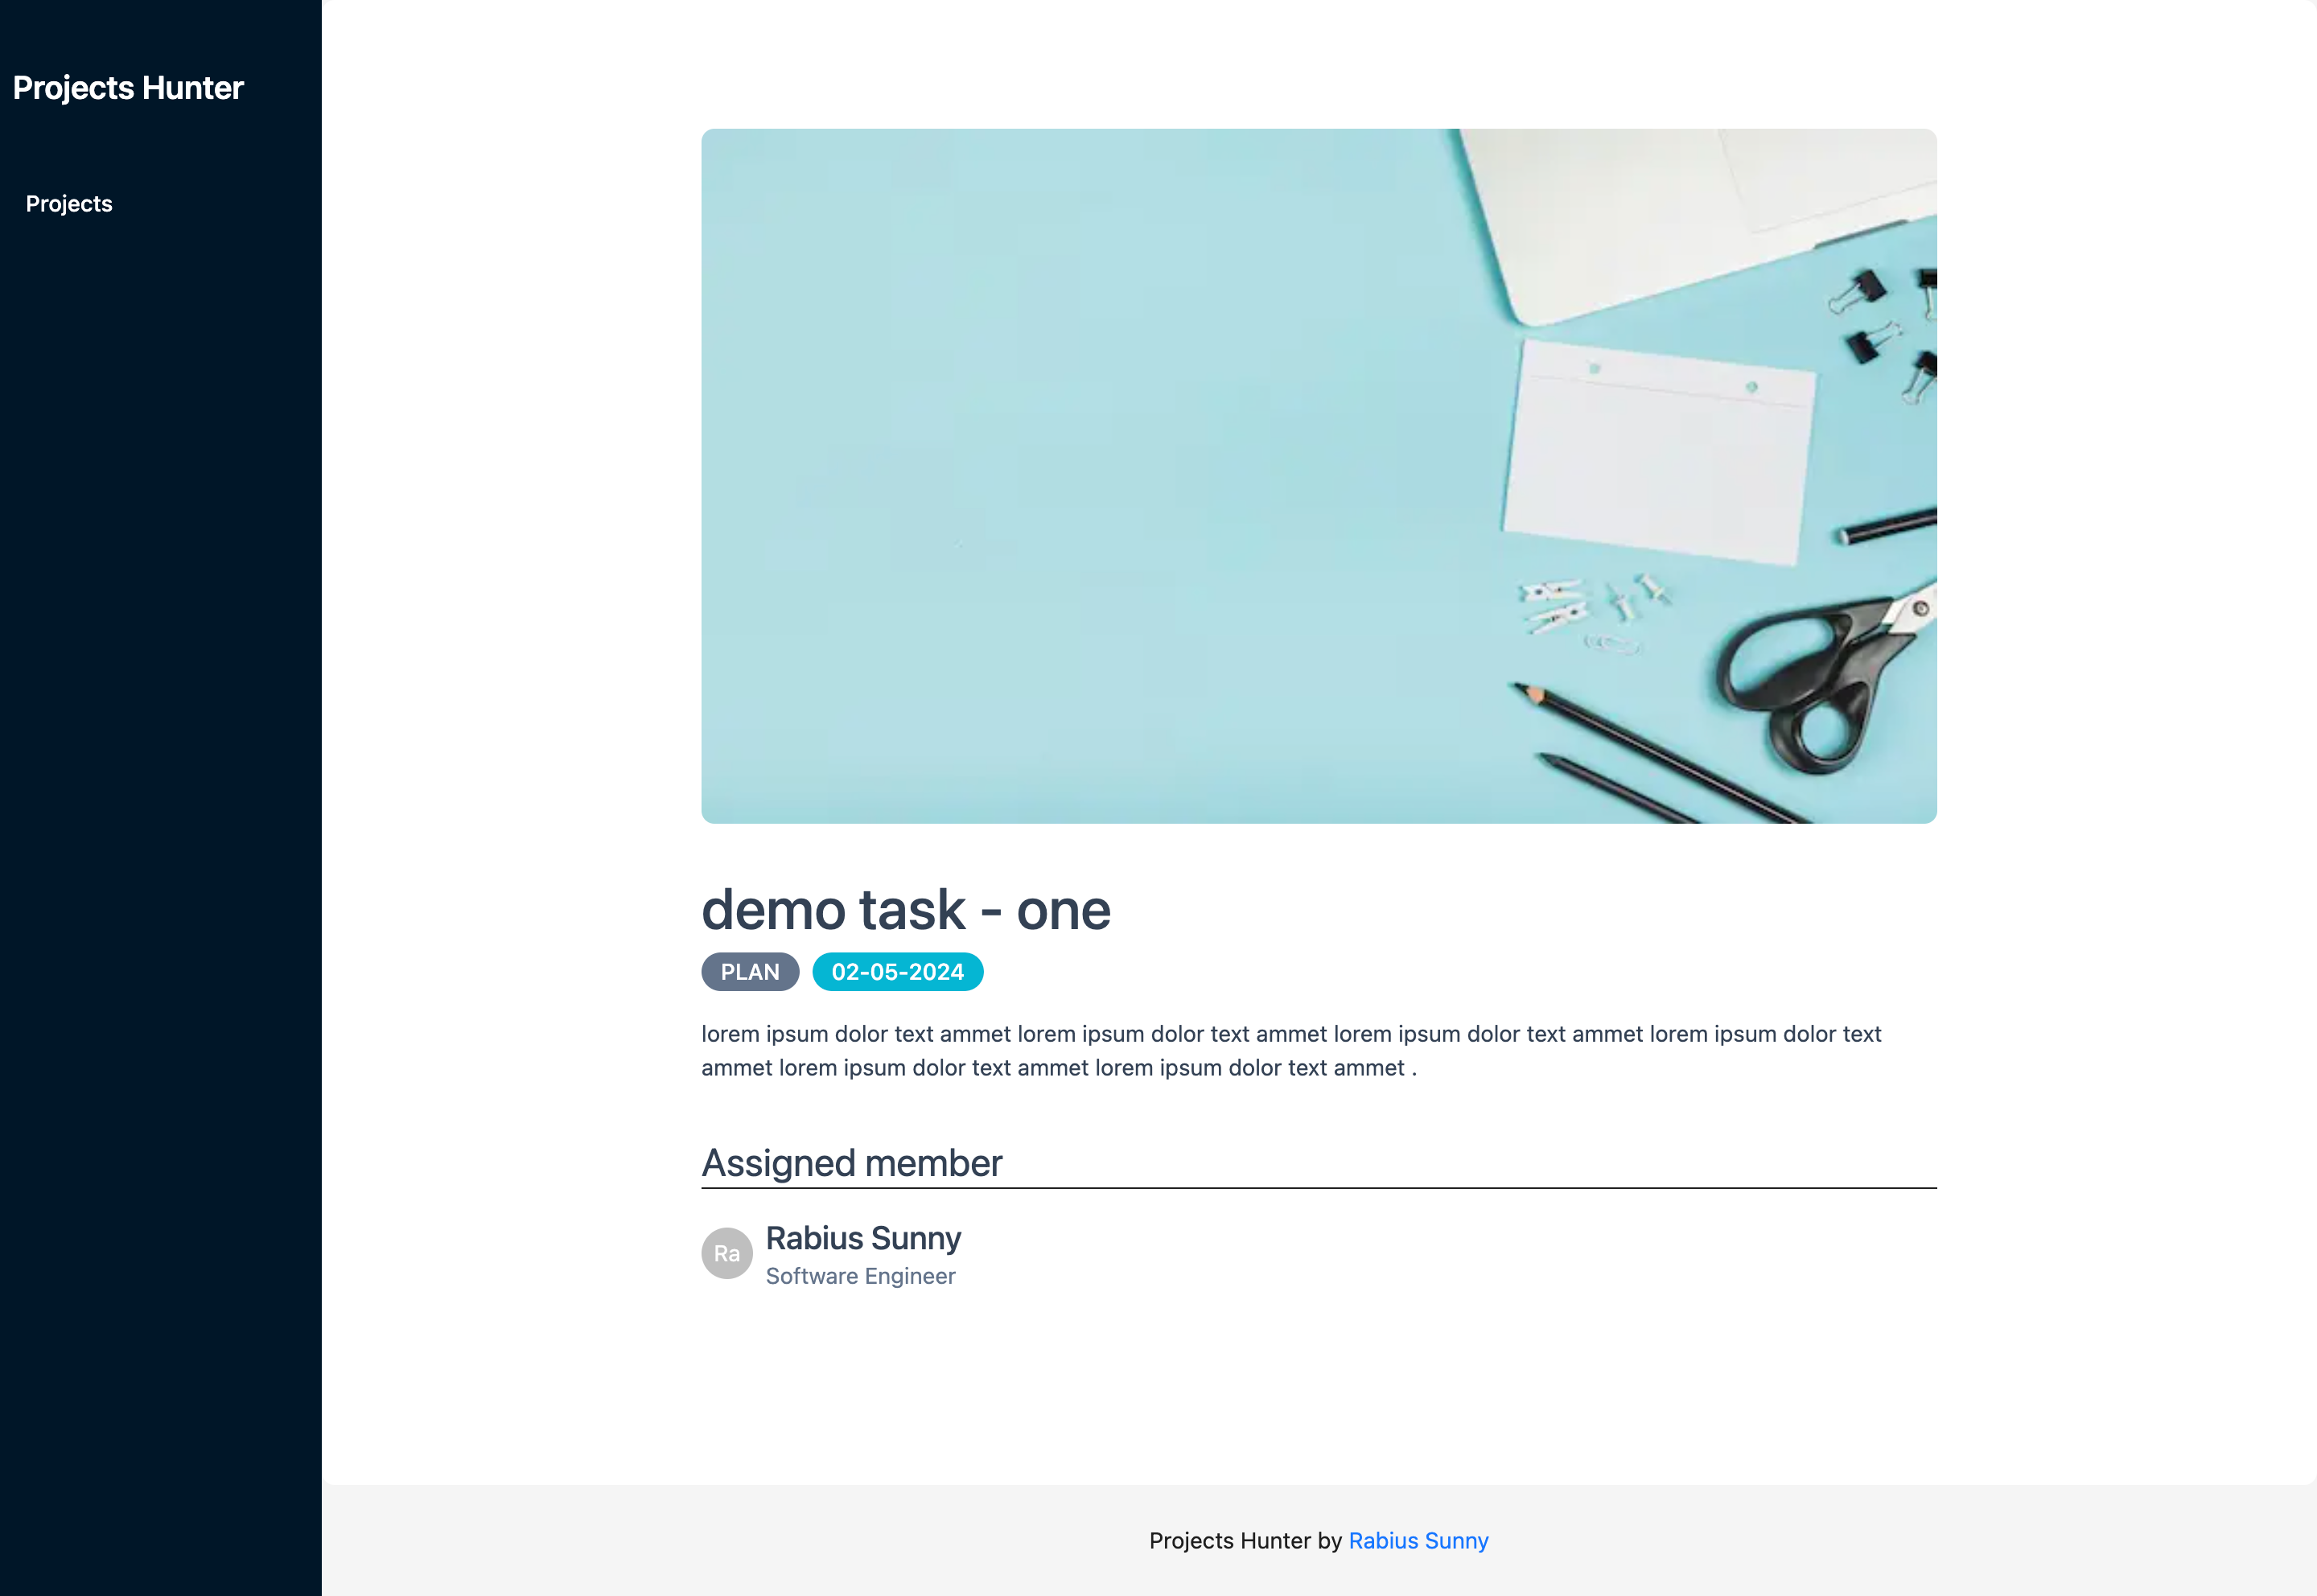 Projects Hunter
Projects
demo task - one
PLAN 02-05-2024
lorem ipsum dolor text ammet lorem ipsum dolor text ammet lorem ipsum dolor text ammet lorem ipsum dolor text
ammet lorem ipsum dolor text ammet lorem ipsum dolor text ammet .
Assigned member
Ra
Rabius Sunny
Software Engineer
Projects Hunter by Rabius Sunny